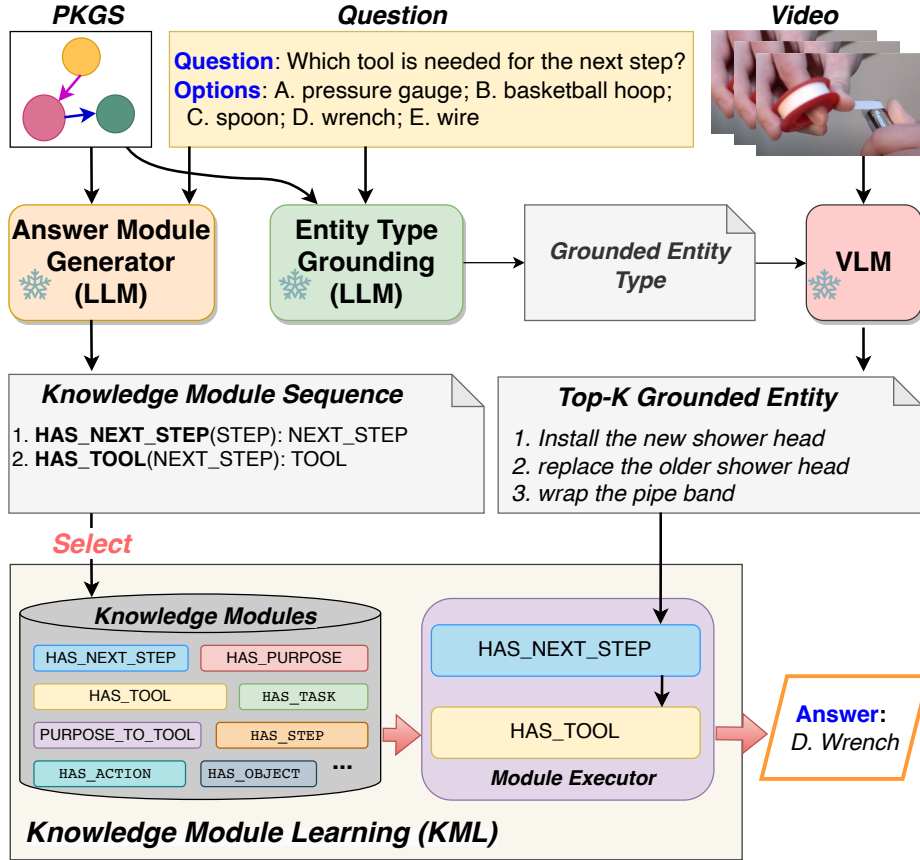 PKGS
Question
Video
Question: Which tool is needed for the next step?
Options: A. pressure gauge; B. basketball hoop;
C. spoon; D. wrench; E. wire
Answer Module
Generator
(LLM)
Entity Type
Grounding
(LLM)
Grounded Entity
Type
VLM
Knowledge Module Sequence
1. HAS_NEXT_STEP(STEP): NEXT_STEP
2. HAS_TOOL(NEXT_STEP): TOOL
Top-K Grounded Entity
1. Install the new shower head
2. replace the older shower head
3. wrap the pipe band
Select
Knowledge Modules
HAS_NEXT_STEP
HAS_PURPOSE
HAS_TOOL
HAS_TASK
PURPOSE_TO_TOOL
HAS_STEP
HAS_ACTION
HAS_OBJECT
...
HAS_NEXT_STEP
HAS_TOOL
Module Executor
Answer:
D. Wrench
Knowledge Module Learning (KML)